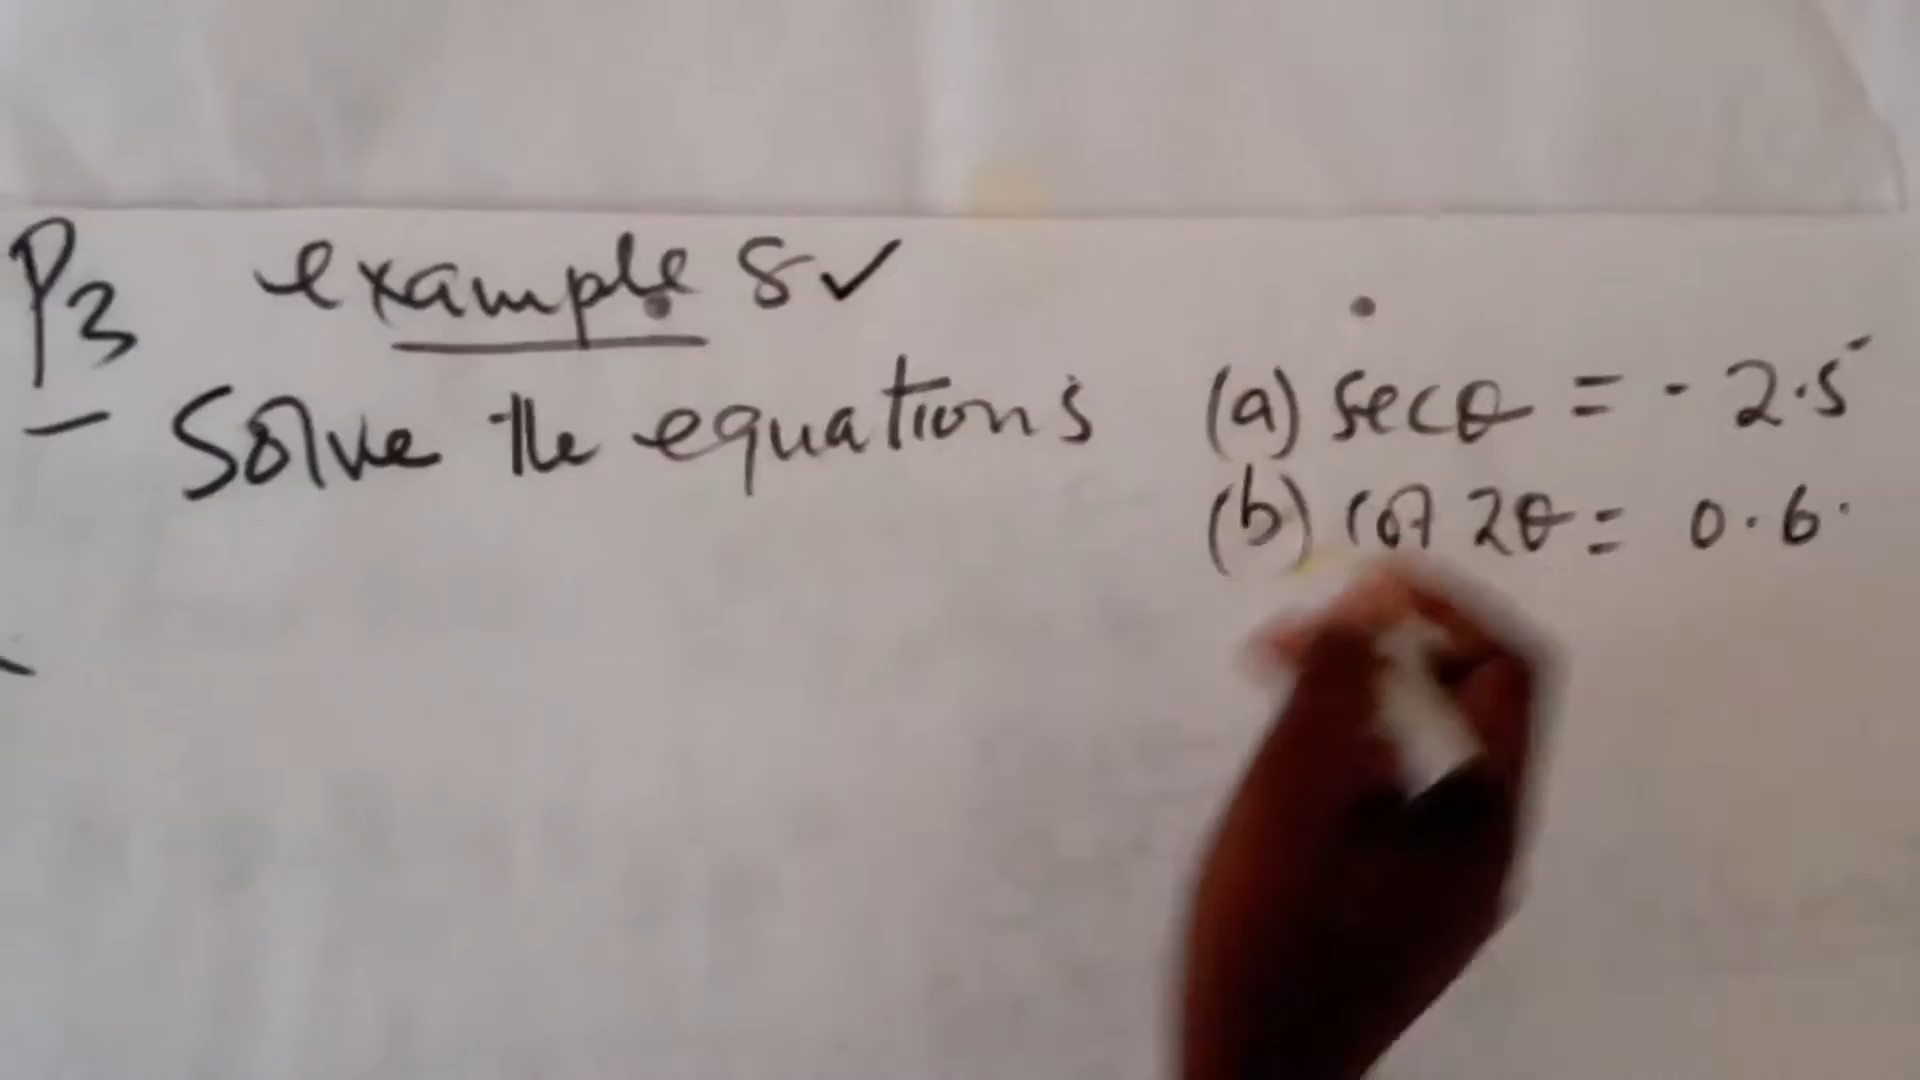 P3 example 8 ✓
Solve the equations (a) secθ = - 2.5
(b) cot 2θ = 0.6.